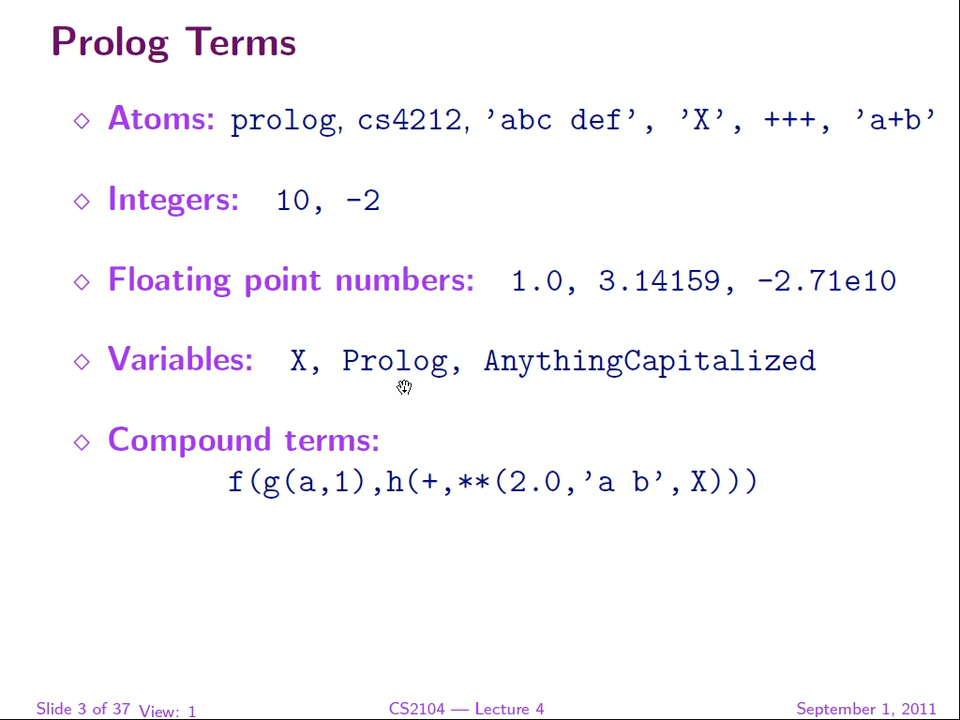 Prolog Terms
◇ Atoms: prolog, cs4212, ’abc def’, ’X’, +++, ’a+b’
◇ Integers: 10, -2
◇ Floating point numbers: 1.0, 3.14159, -2.71e10
◇ Variables: X, Prolog, AnythingCapitalized
◇ Compound terms:
f(g(a,1),h(+,**(2.0,’a b’,X)))
Slide 3 of 37 View: 1 CS2104 — Lecture 4 September 1, 2011